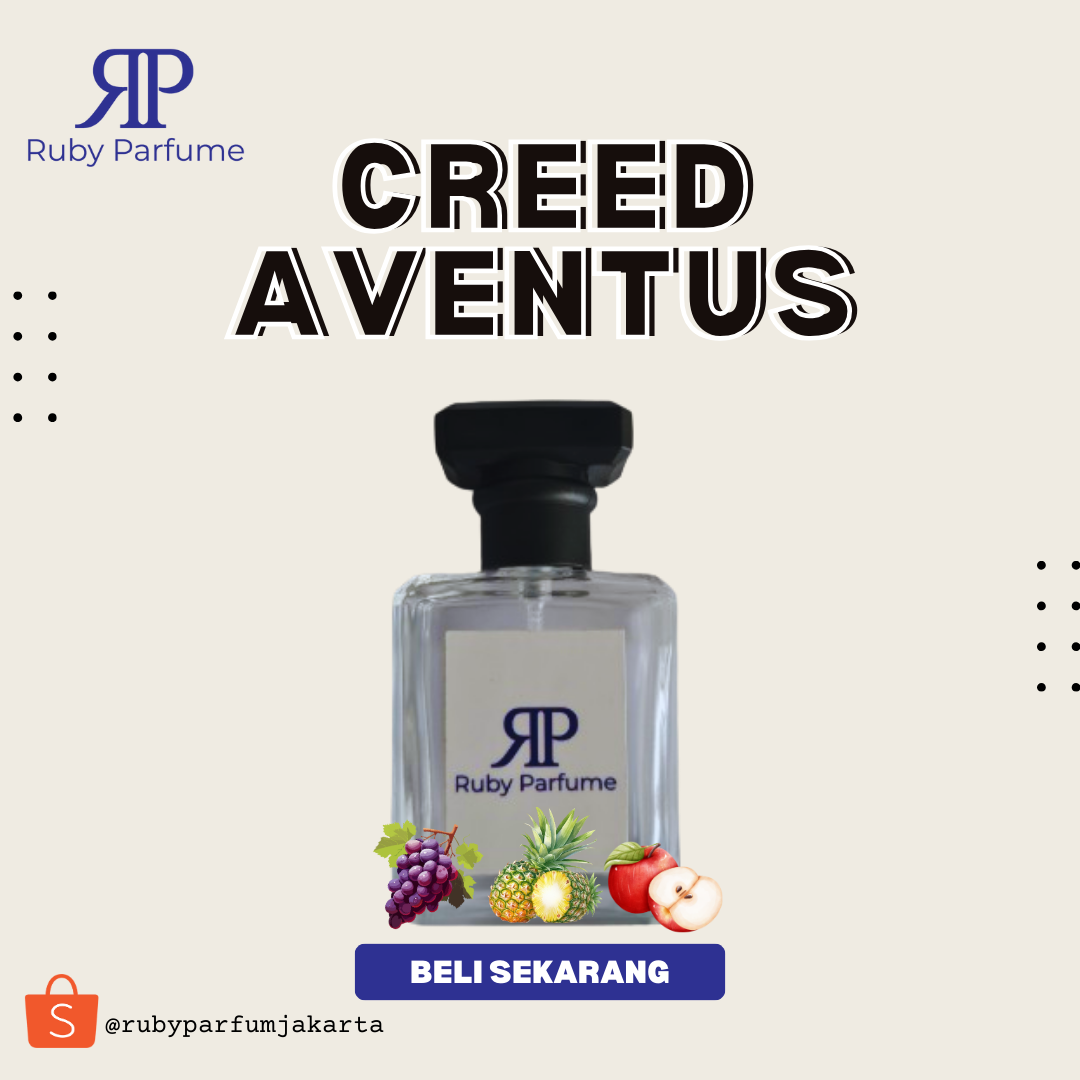 RP
Ruby Parfume
CREED
AVENTUS
RP
Ruby Parfume
BELI SEKARANG
S
@rubyparfumjakarta